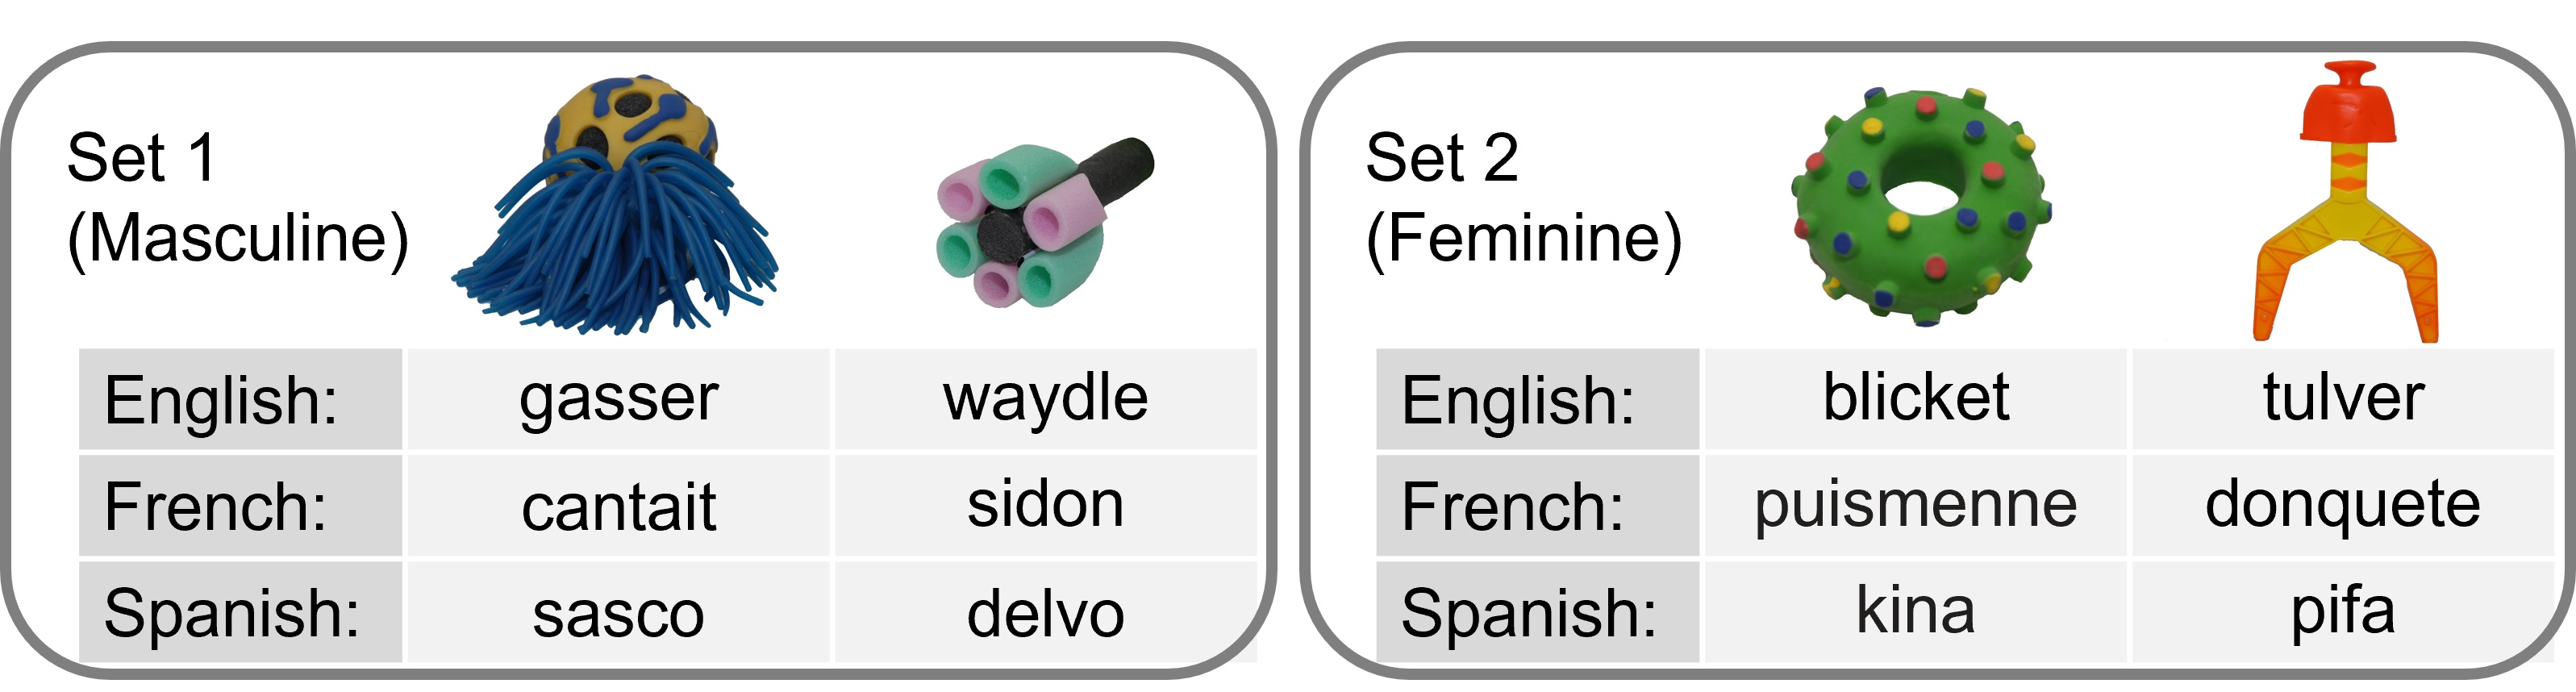 Set 1
(Masculine)
English: gasser waydle
French: cantait sidon
Spanish: sasco delvo
Set 2
(Feminine)
English: blicket tulver
French: puismenne donquete
Spanish: kina pifa